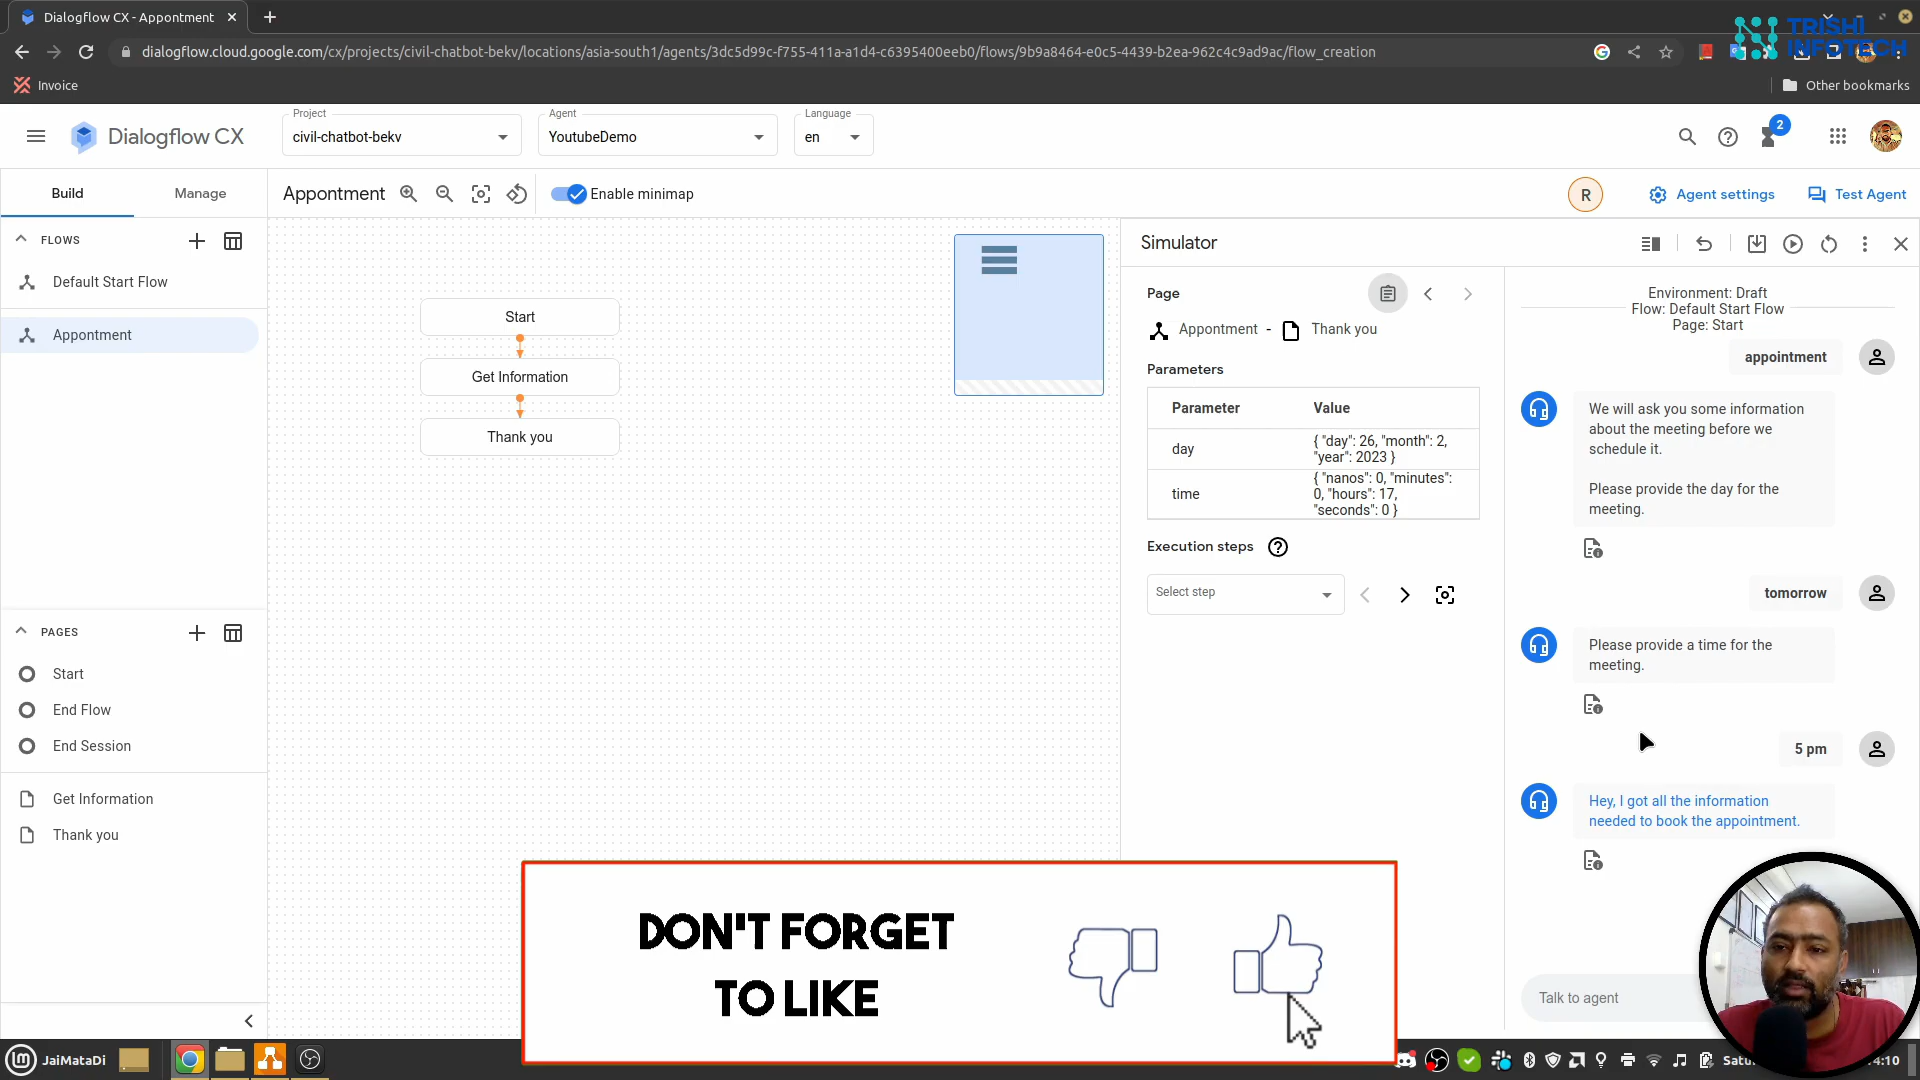 Dialogflow CX - Appontment
TRISHI
INFOTECH
dialogflow.cloud.google.com/cx/projects/civil-chatbot-bekv/locations/asia-south1/agents/3dc5d99c-f755-411a-a1d4-c6395400eeb0/flows/9b9a8464-e0c5-4439-b2ea-962c4c9ad9ac/flow_creation
Invoice
Other bookmarks
Dialogflow CX
Project
civil-chatbot-bekv
Agent
YoutubeDemo
Language
en
2
Build
Manage
Appontment
Enable minimap
R
Agent settings
Test Agent
FLOWS
Default Start Flow
Appontment
PAGES
Start
End Flow
End Session
Get Information
Thank you
Start
Get Information
Thank you
Simulator
Page
Appontment - Thank you
Parameters
Parameter Value
day { "day": 26, "month": 2,
"year": 2023 }
time { "nanos": 0, "minutes":
0, "hours": 17,
"seconds": 0 }
Execution steps
Select step
Environment: Draft
Flow: Default Start Flow
Page: Start
appointment
We will ask you some information
about the meeting before we
schedule it.
Please provide the day for the
meeting.
tomorrow
Please provide a time for the
meeting.
5 pm
Hey, I got all the information
needed to book the appointment.
Talk to agent
DON'T FORGET
TO LIKE
JaiMataDi